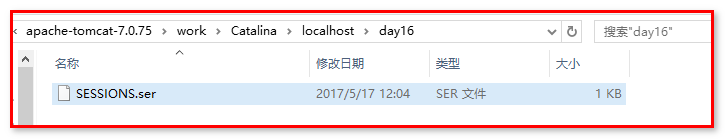 apache-tomcat-7.0.75 › work › Catalina › localhost › day16 搜索"day16"
名称 修改日期 类型 大小
SESSIONS.ser 2017/5/17 12:04 SER 文件 1 KB